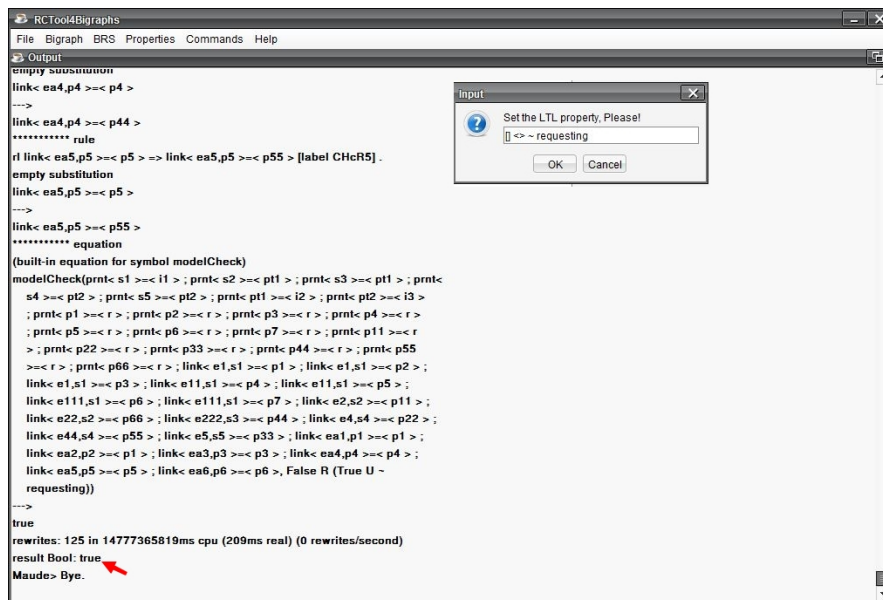 RCTool4Bigraphs
File Bigraph BRS Properties Commands Help
Output
empty substitution
link< ea4,p4 >=< p4 >
--->
link< ea4,p4 >=< p44 >
*********** rule
rl link< ea5,p5 >=< p5 > => link< ea5,p5 >=< p55 > [label CHcR5] .
empty substitution
link< ea5,p5 >=< p5 >
--->
link< ea5,p5 >=< p55 >
*********** equation
(built-in equation for symbol modelCheck)
modelCheck(prnt< s1 >=< i1 > ; prnt< s2 >=< pt1 > ; prnt< s3 >=< pt1 > ; prnt<
s4 >=< pt2 > ; prnt< s5 >=< pt2 > ; prnt< pt1 >=< i2 > ; prnt< pt2 >=< i3 >
; prnt< p1 >=< r > ; prnt< p2 >=< r > ; prnt< p3 >=< r > ; prnt< p4 >=< r >
; prnt< p5 >=< r > ; prnt< p6 >=< r > ; prnt< p7 >=< r > ; prnt< p11 >=< r
> ; prnt< p22 >=< r > ; prnt< p33 >=< r > ; prnt< p44 >=< r > ; prnt< p55
>=< r > ; prnt< p66 >=< r > ; link< e1,s1 >=< p1 > ; link< e1,s1 >=< p2 > ;
link< e1,s1 >=< p3 > ; link< e11,s1 >=< p4 > ; link< e11,s1 >=< p5 > ;
link< e111,s1 >=< p6 > ; link< e111,s1 >=< p7 > ; link< e2,s2 >=< p11 > ;
link< e22,s2 >=< p66 > ; link< e222,s3 >=< p44 > ; link< e4,s4 >=< p22 > ;
link< e44,s4 >=< p55 > ; link< e5,s5 >=< p33 > ; link< ea1,p1 >=< p1 > ;
link< ea2,p2 >=< p1 > ; link< ea3,p3 >=< p3 > ; link< ea4,p4 >=< p4 > ;
link< ea5,p5 >=< p5 > ; link< ea6,p6 >=< p6 >, False R (True U ~
requesting))
--->
true
rewrites: 125 in 14777365819ms cpu (209ms real) (0 rewrites/second)
result Bool: true
Maude> Bye.
Input
Set the LTL property, Please!
[] <> ~ requesting
OK Cancel